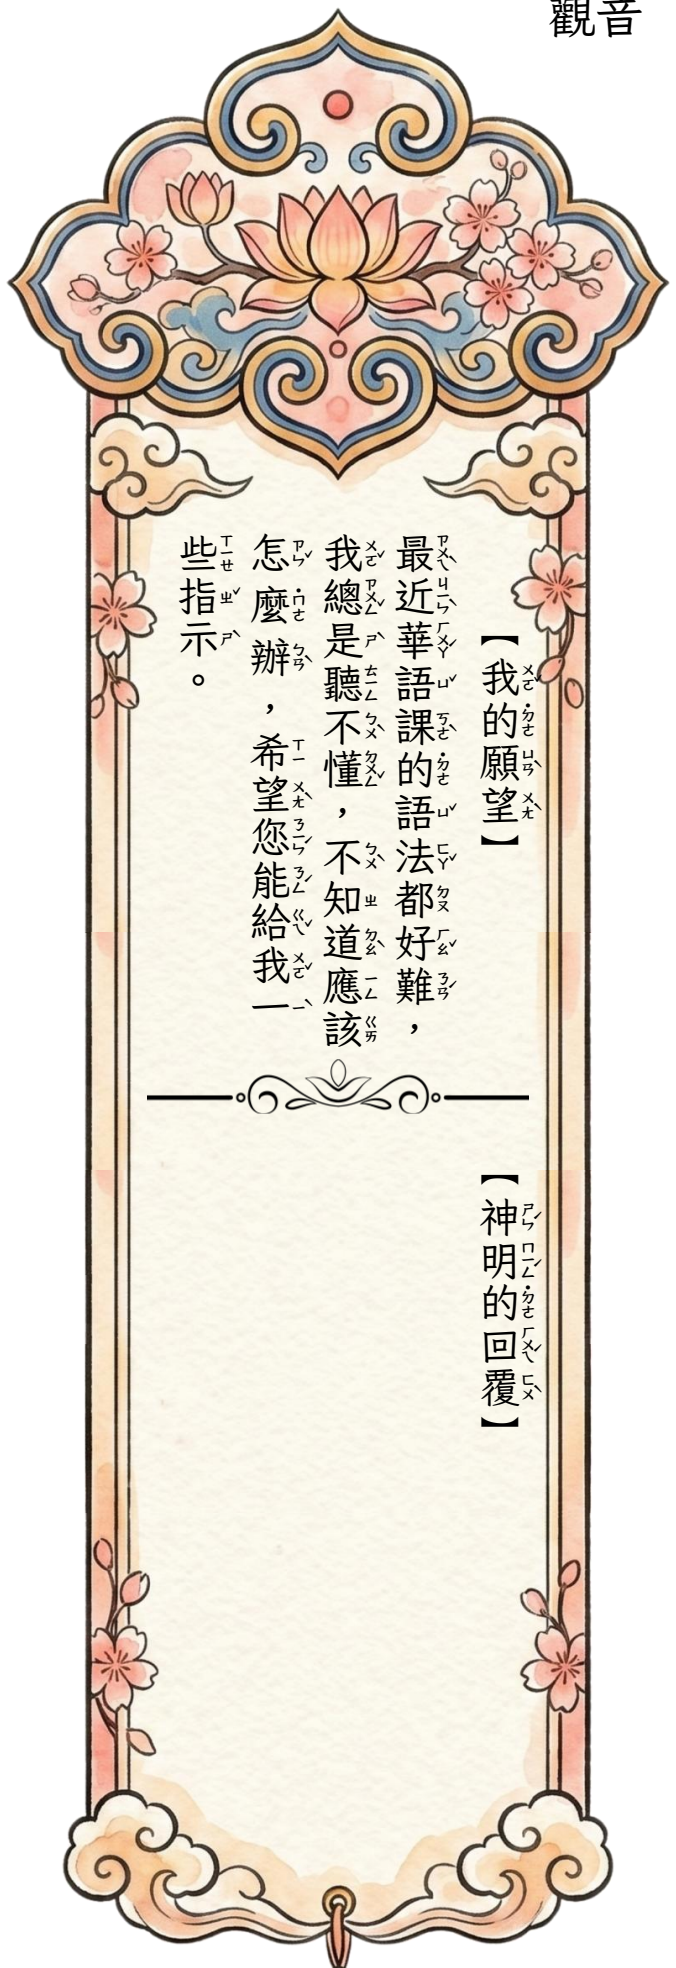 觀音
【我的願望】
最近華語課的語法都好難，
我總是聽不懂，不知道應該
怎麼辦，希望您能給我一
些指示。
【神明的回覆】